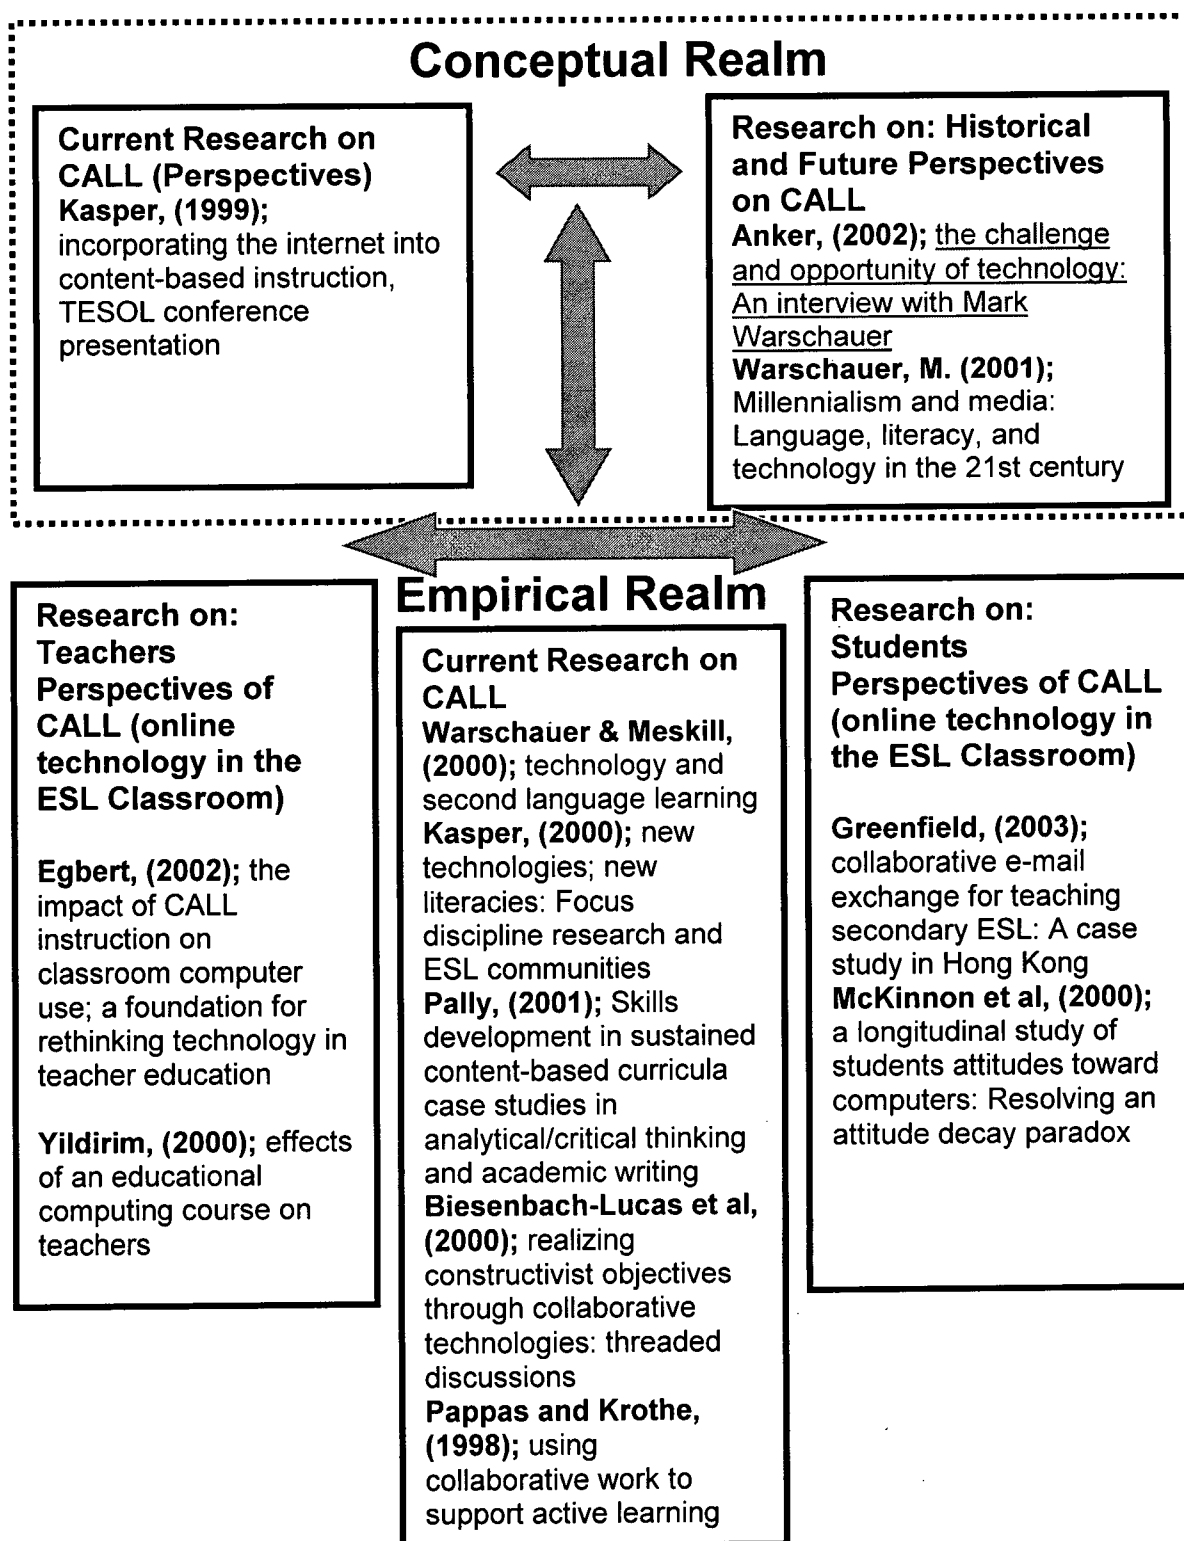 Conceptual Realm
Current Research on
CALL (Perspectives)
Kasper, (1999);
incorporating the internet into
content-based instruction,
TESOL conference
presentation
Research on: Historical
and Future Perspectives
on CALL
Anker, (2002); the challenge
and opportunity of technology:
An interview with Mark
Warschauer
Warschauer, M. (2001);
Millennialism and media:
Language, literacy, and
technology in the 21st century
Empirical Realm
Research on:
Teachers
Perspectives of
CALL (online
technology in the
ESL Classroom)
Egbert, (2002); the
impact of CALL
instruction on
classroom computer
use; a foundation for
rethinking technology in
teacher education
Yildirim, (2000); effects
of an educational
computing course on
teachers
Current Research on
CALL
Warschauer & Meskill,
(2000); technology and
second language learning
Kasper, (2000); new
technologies; new
literacies: Focus
discipline research and
ESL communities
Pally, (2001); Skills
development in sustained
content-based curricula
case studies in
analytical/critical thinking
and academic writing
Biesenbach-Lucas et al,
(2000); realizing
constructivist objectives
through collaborative
technologies: threaded
discussions
Pappas and Krothe,
(1998); using
collaborative work to
support active learning
Research on:
Students
Perspectives of CALL
(online technology in
the ESL Classroom)
Greenfield, (2003);
collaborative e-mail
exchange for teaching
secondary ESL: A case
study in Hong Kong
McKinnon et al, (2000);
a longitudinal study of
students attitudes toward
computers: Resolving an
attitude decay paradox